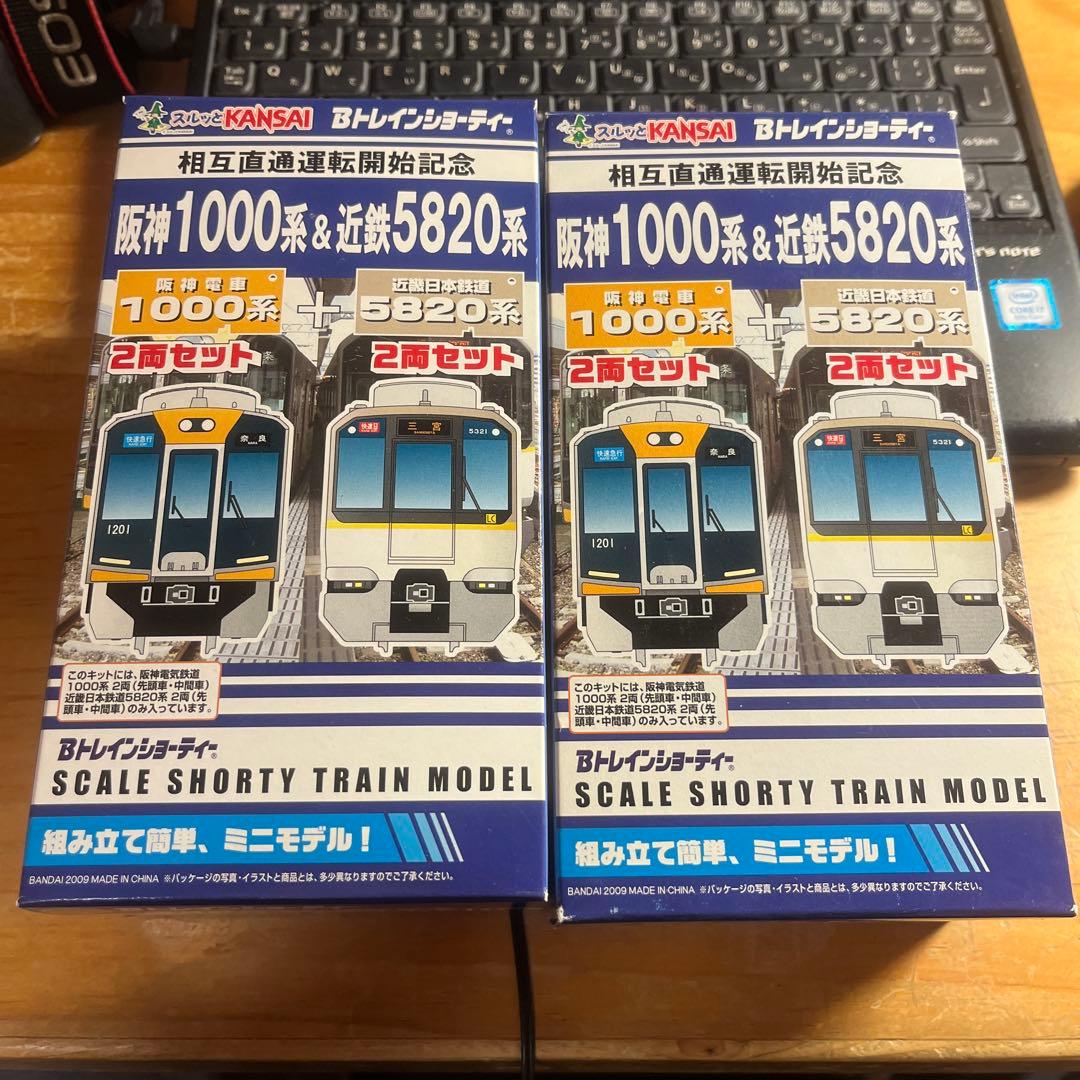 EOS
Q W E R T Y U I O P
Enter
Shift
H J K L
's note
intel
CORE i7
スルッとKANSAI Bトレインショーティー®
相互直通運転開始記念
阪神1000系&近鉄5820系
阪神電車
1000系
+
近畿日本鉄道
5820系
2両セット
2両セット
快速急行
奈良
NARA
1201
三宮
5321
LC
このキットには、阪神電気鉄道
1000系 2両(先頭車・中間車)
近畿日本鉄道5820系 2両(先
頭車・中間車)のみ入っています。
Bトレインショーティー®
SCALE SHORTY TRAIN MODEL
組み立て簡単、ミニモデル!
BANDAI 2009 MADE IN CHINA ※パッケージの写真・イラストと商品とは、多少異なりますのでご了承ください。
スルッとKANSAI Bトレインショーティー®
相互直通運転開始記念
阪神1000系&近鉄5820系
阪神電車
1000系
+
近畿日本鉄道
5820系
2両セット
2両セット
快速急行
奈良
NARA
1201
三宮
5321
LC
このキットには、阪神電気鉄道
1000系 2両(先頭車・中間車)
近畿日本鉄道5820系 2両(先
頭車・中間車)のみ入っています。
Bトレインショーティー®
SCALE SHORTY TRAIN MODEL
組み立て簡単、ミニモデル!
BANDAI 2009 MADE IN CHINA ※パッケージの写真・イラストと商品とは、多少異なりますのでご了承ください。